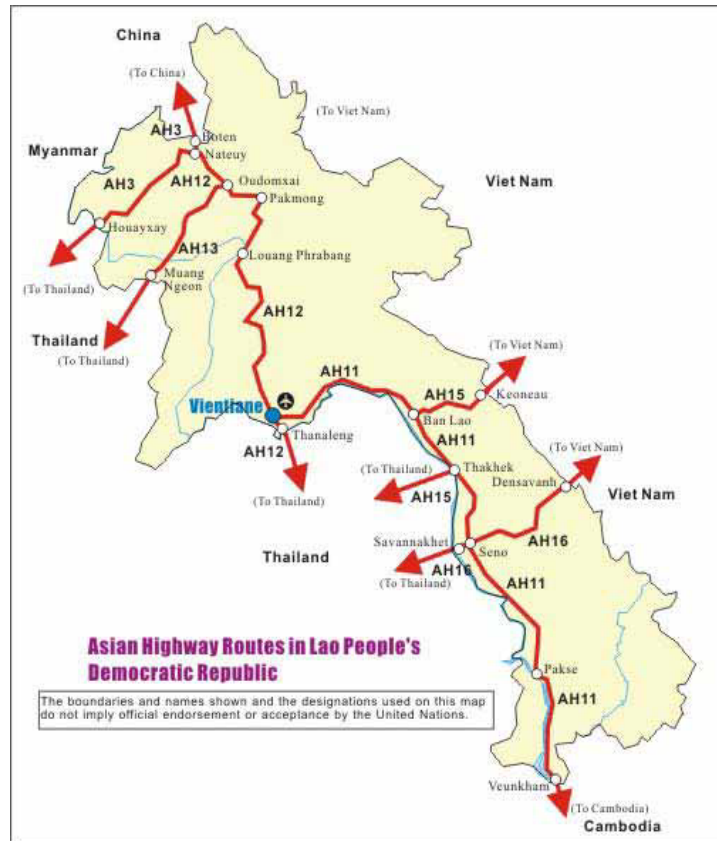 China
(To China)
(To Viet Nam)
AH3
Boten
Myanmar
Nateuy
AH3
AH12
Oudomxai
Viet Nam
Pakmong
Houayxay
AH13
Louang Phrabang
(To Thailand)
Muang
Ngeon
AH12
Thailand
(To Thailand)
(To Viet Nam)
AH11
AH15
Keoneau
Vientiane
Ban Lao
Thanaleng
AH12
AH11
(To Viet Nam)
(To Thailand)
Thakhek
Densavanh
(To Thailand)
AH15
Viet Nam
Thailand
Savannakhet
Seno
AH16
AH16
(To Thailand)
AH11
Asian Highway Routes in Lao People's
Democratic Republic
Pakse
The boundaries and names shown and the designations used on this map
do not imply official endorsement or acceptance by the United Nations.
AH11
Veunkham
(To Cambodia)
Cambodia